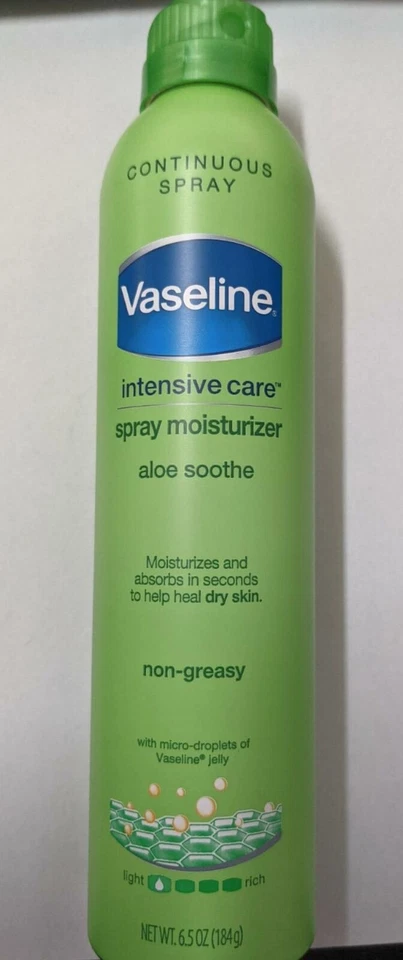 CONTINUOUS
SPRAY
Vaseline®
intensive care™
spray moisturizer
aloe soothe
Moisturizes and
absorbs in seconds
to help heal dry skin.
non-greasy
with micro-droplets of
Vaseline® jelly
light rich
NET WT. 6.5 OZ (184g)